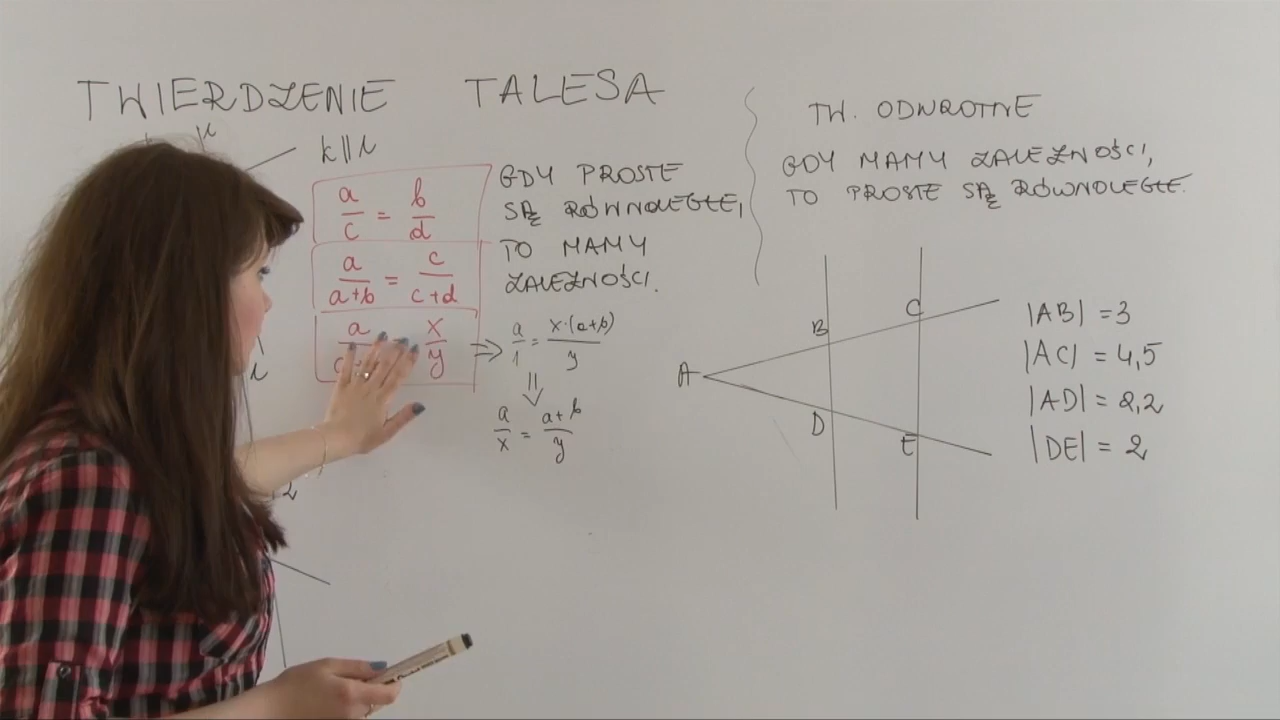 TWIERDZENIE TALESA
k ||
a/c = b/d
a/a+b = c/c+d
a x/y
GDY PROSTE
SĄ RÓWNOLEGŁE,
TO MAMY
ZALEŻNOŚCI.
=> a/1 = x·(a+b)/y
a/x = a+b/y
TW. ODWROTNE
GDY MAMY ZALEŻNOŚCI,
TO PROSTE SĄ RÓWNOLEGŁE.
A
B
C
D
E
|AB| = 3
|AC| = 4,5
|AD| = 2,2
|DE| = 2